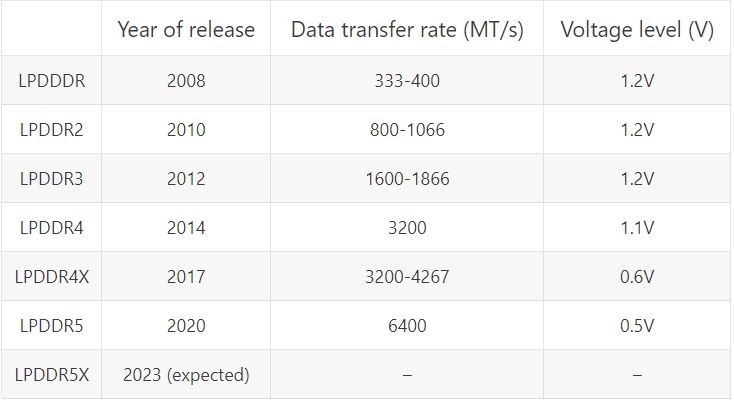 Year of release Data transfer rate (MT/s) Voltage level (V)
LPDDDR 2008 333-400 1.2V
LPDDR2 2010 800-1066 1.2V
LPDDR3 2012 1600-1866 1.2V
LPDDR4 2014 3200 1.1V
LPDDR4X 2017 3200-4267 0.6V
LPDDR5 2020 6400 0.5V
LPDDR5X 2023 (expected) – –